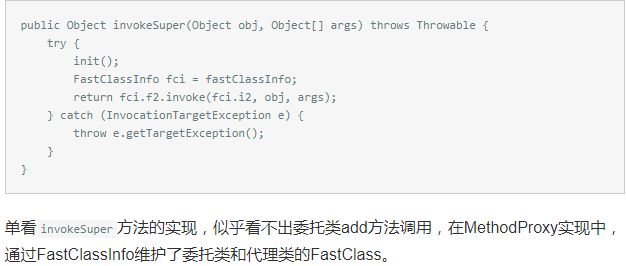 public Object invokeSuper(Object obj, Object[] args) throws Throwable {
    try {
        init();
        FastClassInfo fci = fastClassInfo;
        return fci.f2.invoke(fci.i2, obj, args);
    } catch (InvocationTargetException e) {
        throw e.getTargetException();
    }
}
单看 invokeSuper 方法的实现，似乎看不出委托类add方法调用，在MethodProxy实现中，
通过FastClassInfo维护了委托类和代理类的FastClass。